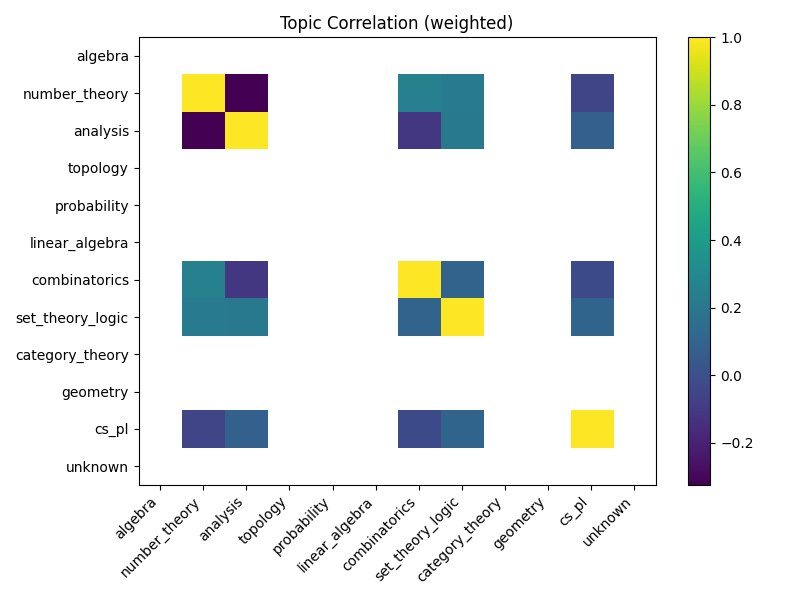 Topic Correlation (weighted)
algebra
number_theory
analysis
topology
probability
linear_algebra
combinatorics
set_theory_logic
category_theory
geometry
cs_pl
unknown
algebra
number_theory
analysis
topology
probability
linear_algebra
combinatorics
set_theory_logic
category_theory
geometry
cs_pl
unknown
1.0
0.8
0.6
0.4
0.2
0.0
−0.2